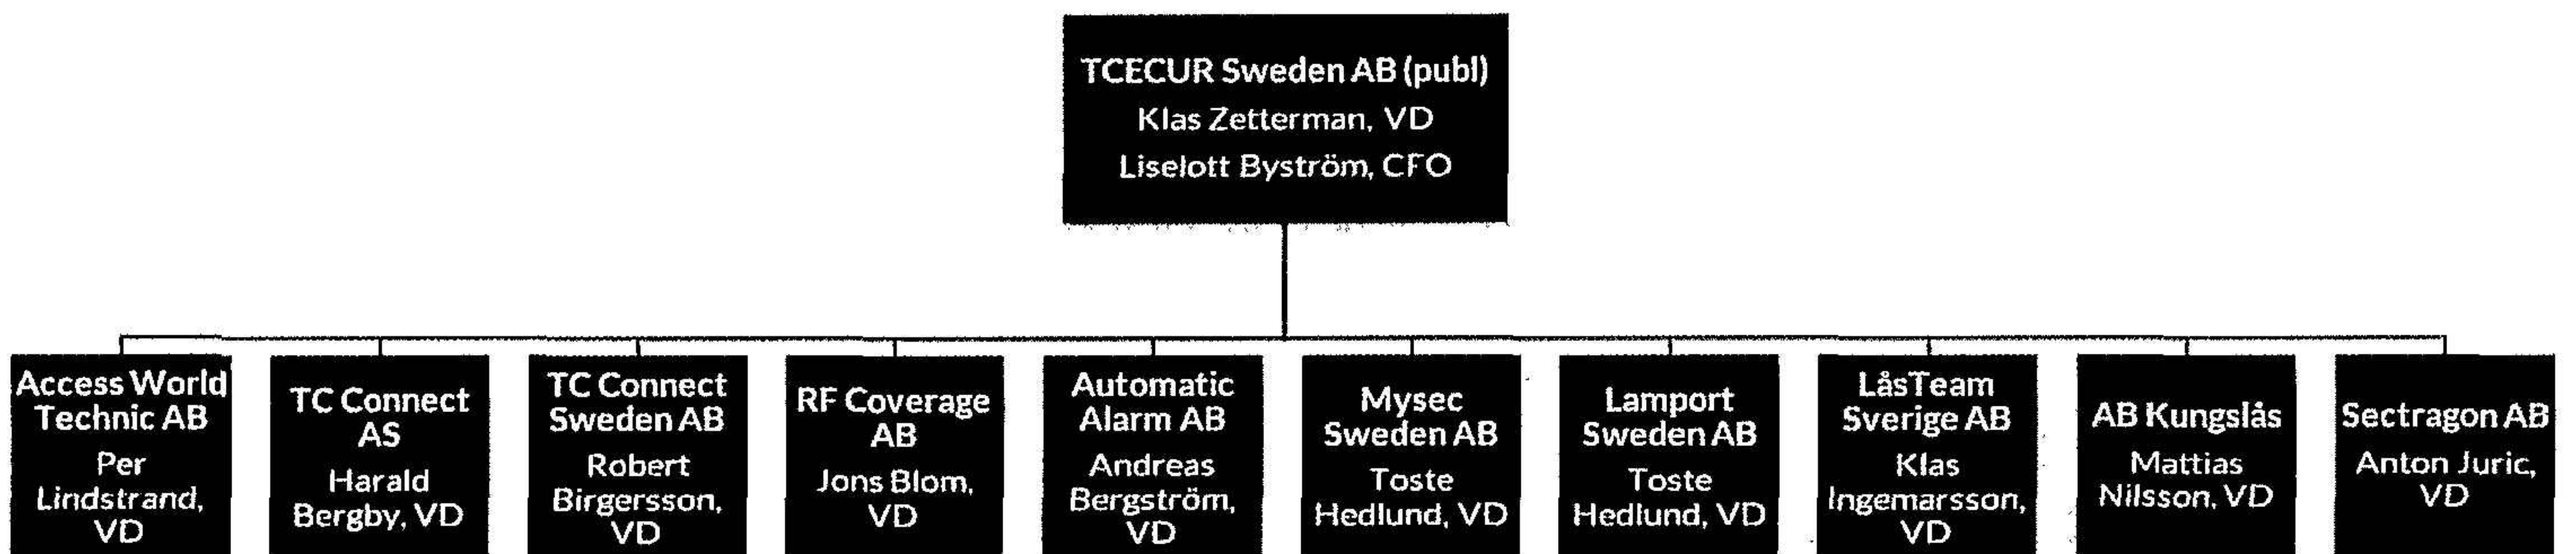 TCECUR Sweden AB (publ)
Klas Zetterman, VD
Liselott Byström, CFO
Access World
Technic AB
Per
Lindstrand,
VD
TC Connect
AS
Harald
Bergby, VD
TC Connect
Sweden AB
Robert
Birgersson,
VD
RF Coverage
AB
Jons Blom,
VD
Automatic
Alarm AB
Andreas
Bergström,
VD
Mysec
Sweden AB
Toste
Hedlund, VD
Lamport
Sweden AB
Toste
Hedlund, VD
LåsTeam
Sverige AB
Klas
Ingemarsson,
VD
AB Kungslås
Mattias
Nilsson, VD
Sectragon AB
Anton Juric,
VD